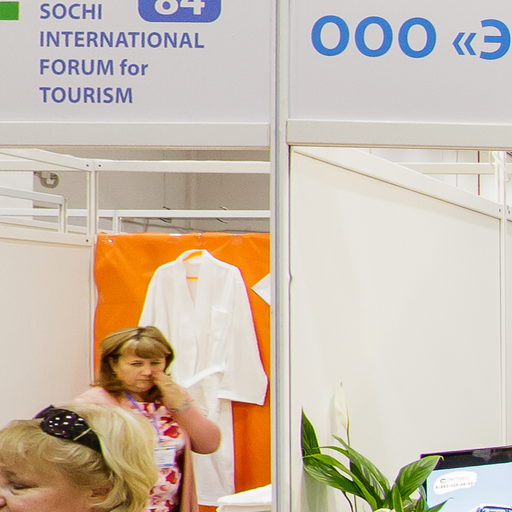 84
SOCHI
INTERNATIONAL
FORUM for
TOURISM
ООО «Э